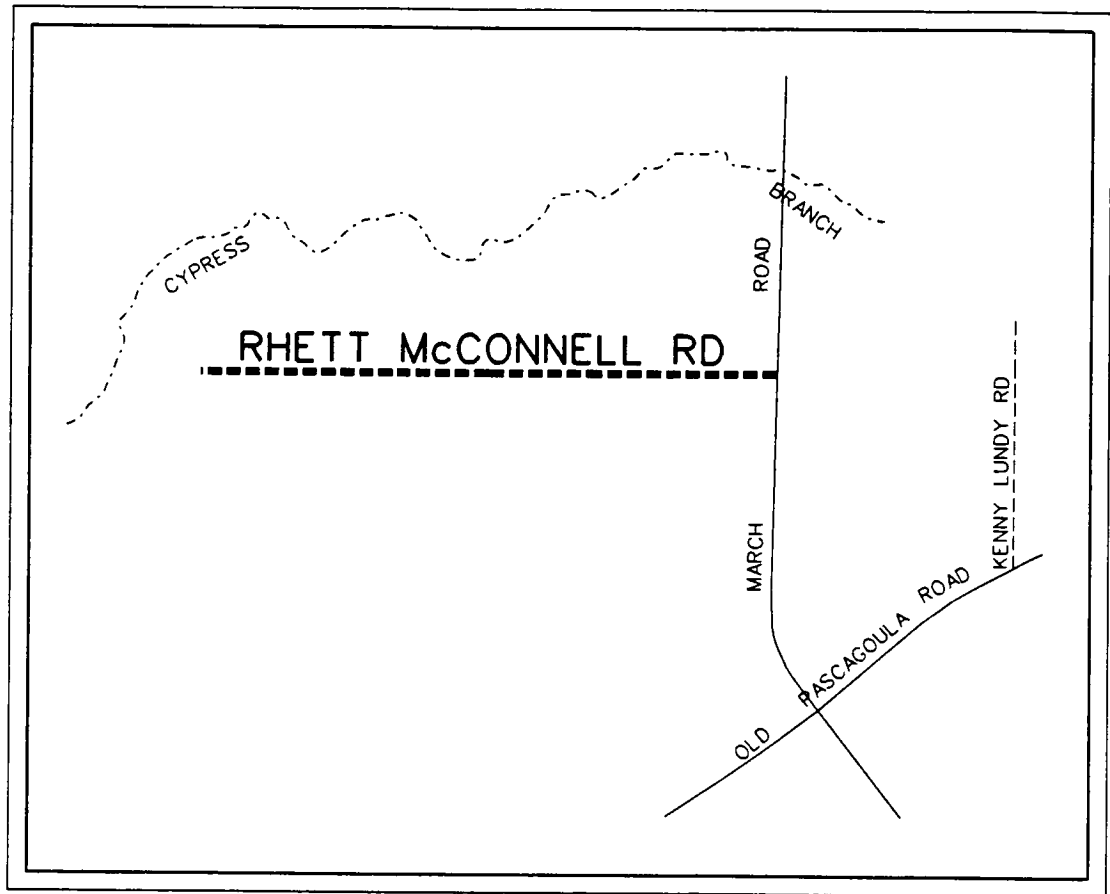 CYPRESS
BRANCH
RHETT McCONNELL RD
MARCH ROAD
KENNY LUNDY RD
OLD PASCAGOULA ROAD